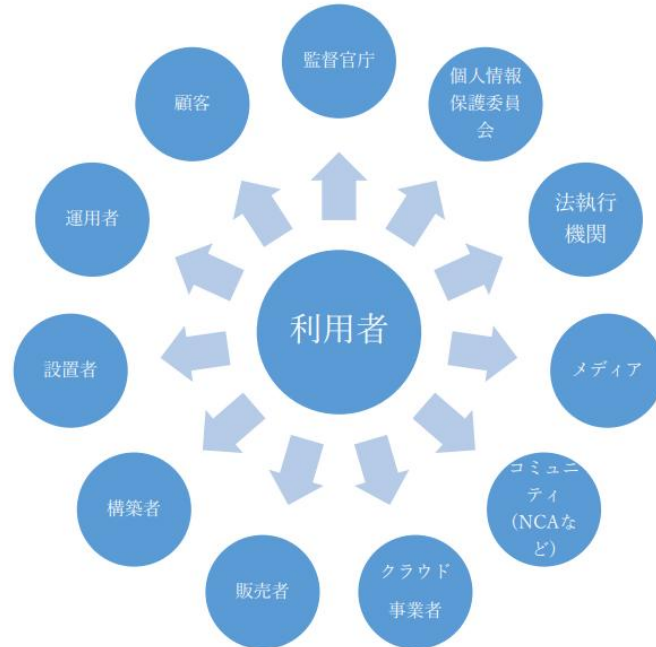 監督官庁
個人情報
保護委員
会
法執行
機関
メディア
コミュニ
ティ
（NCAな
ど）
クラウド
事業者
販売者
構築者
設置者
運用者
顧客
利用者